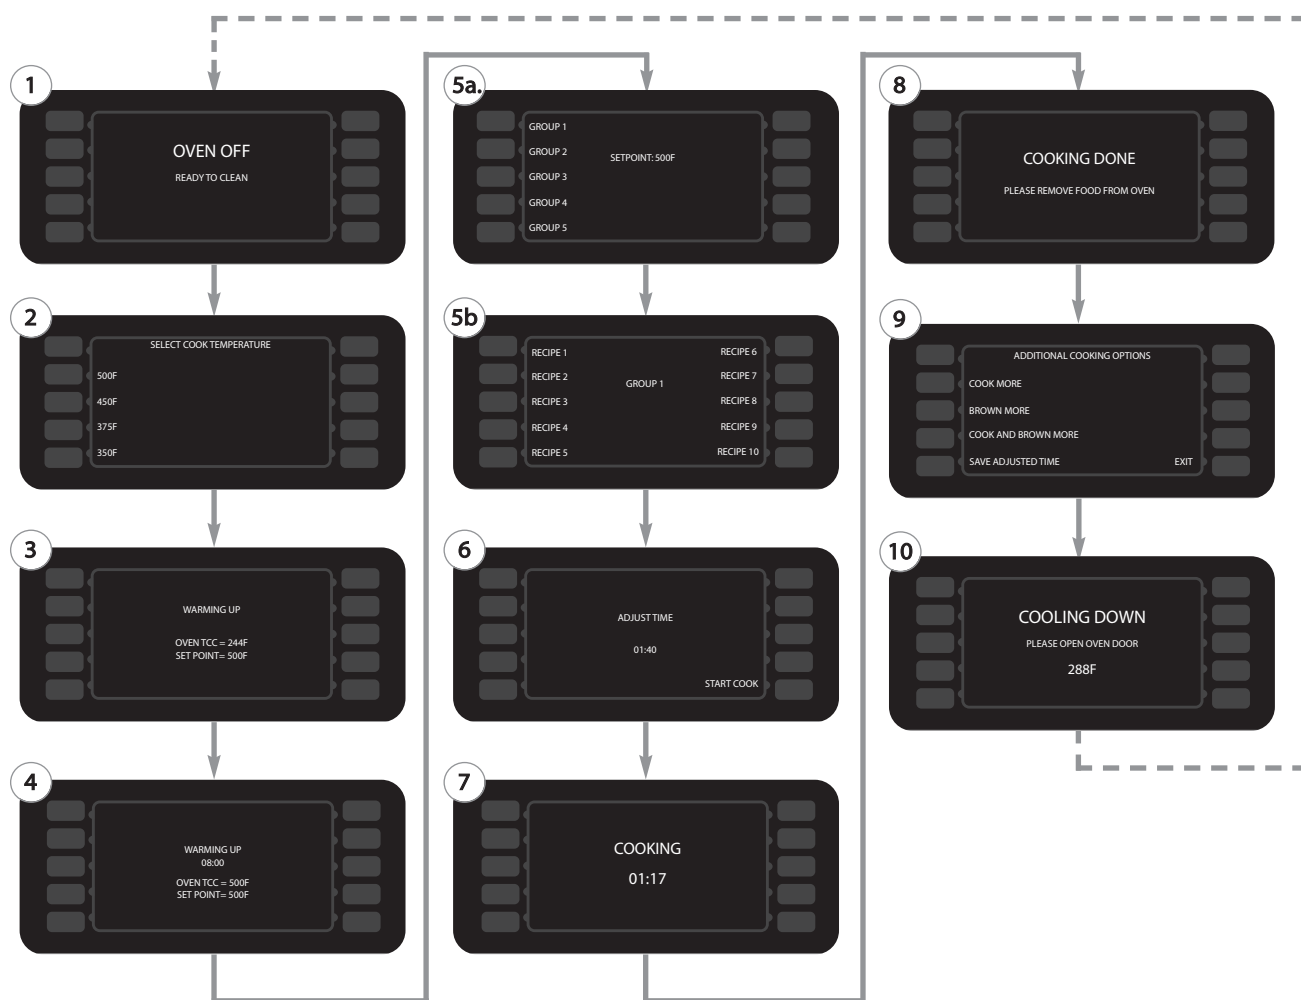 1
OVEN OFF
READY TO CLEAN
2
SELECT COOK TEMPERATURE
500F
450F
375F
350F
3
WARMING UP
OVEN TCC = 244F
SET POINT= 500F
4
WARMING UP
08:00
OVEN TCC = 500F
SET POINT= 500F
5a.
GROUP 1
GROUP 2
GROUP 3
GROUP 4
GROUP 5
SETPOINT: 500F
5b
RECIPE 1
RECIPE 2
RECIPE 3
RECIPE 4
RECIPE 5
GROUP 1
RECIPE 6
RECIPE 7
RECIPE 8
RECIPE 9
RECIPE 10
6
ADJUST TIME
01:40
START COOK
7
COOKING
01:17
8
COOKING DONE
PLEASE REMOVE FOOD FROM OVEN
9
ADDITIONAL COOKING OPTIONS
COOK MORE
BROWN MORE
COOK AND BROWN MORE
SAVE ADJUSTED TIME
EXIT
10
COOLING DOWN
PLEASE OPEN OVEN DOOR
288F